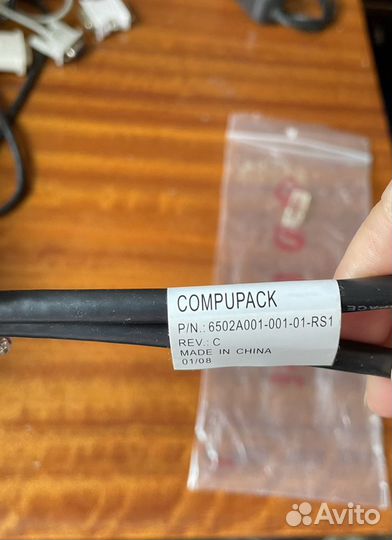 COMPUPACK
P/N.: 6502A001-001-01-RS1
REV.: C
MADE IN CHINA
01/08
Avito